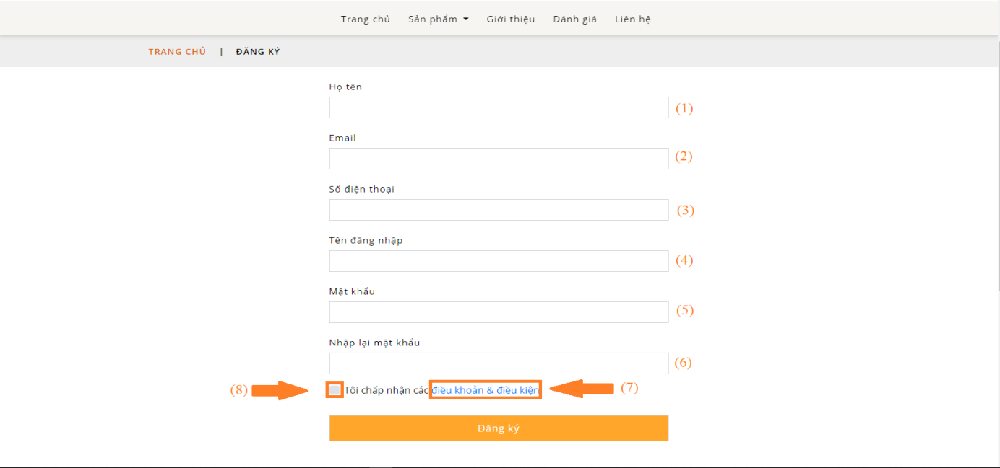 Trang chủ Sản phẩm Giới thiệu Đánh giá Liên hệ
TRANG CHỦ | ĐĂNG KÝ
Họ tên
(1)
Email
(2)
Số điện thoại
(3)
Tên đăng nhập
(4)
Mật khẩu
(5)
Nhập lại mật khẩu
(6)
(8) Tôi chấp nhận các điều khoản & điều kiện (7)
Đăng ký